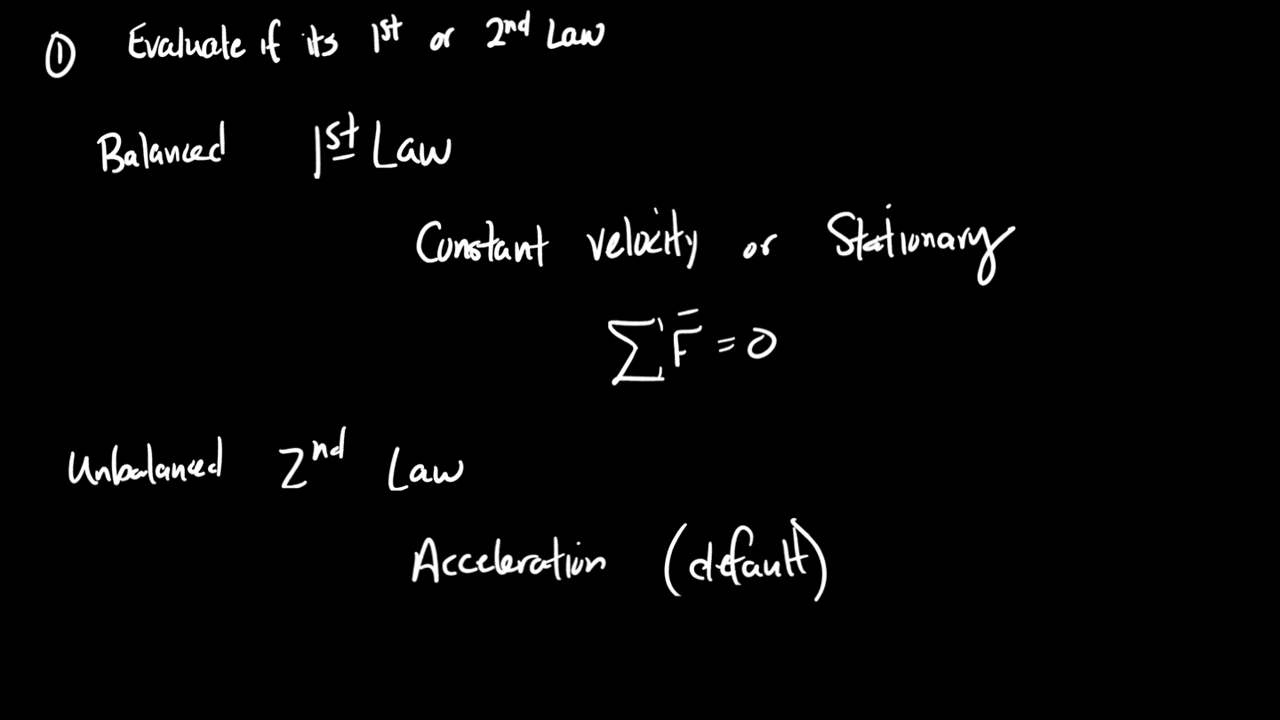 ① Evaluate if its 1st or 2nd Law
Balanced 1st Law
Constant velocity or Stationary
∑F̄ = 0
Unbalanced 2nd Law
Acceleration (default)